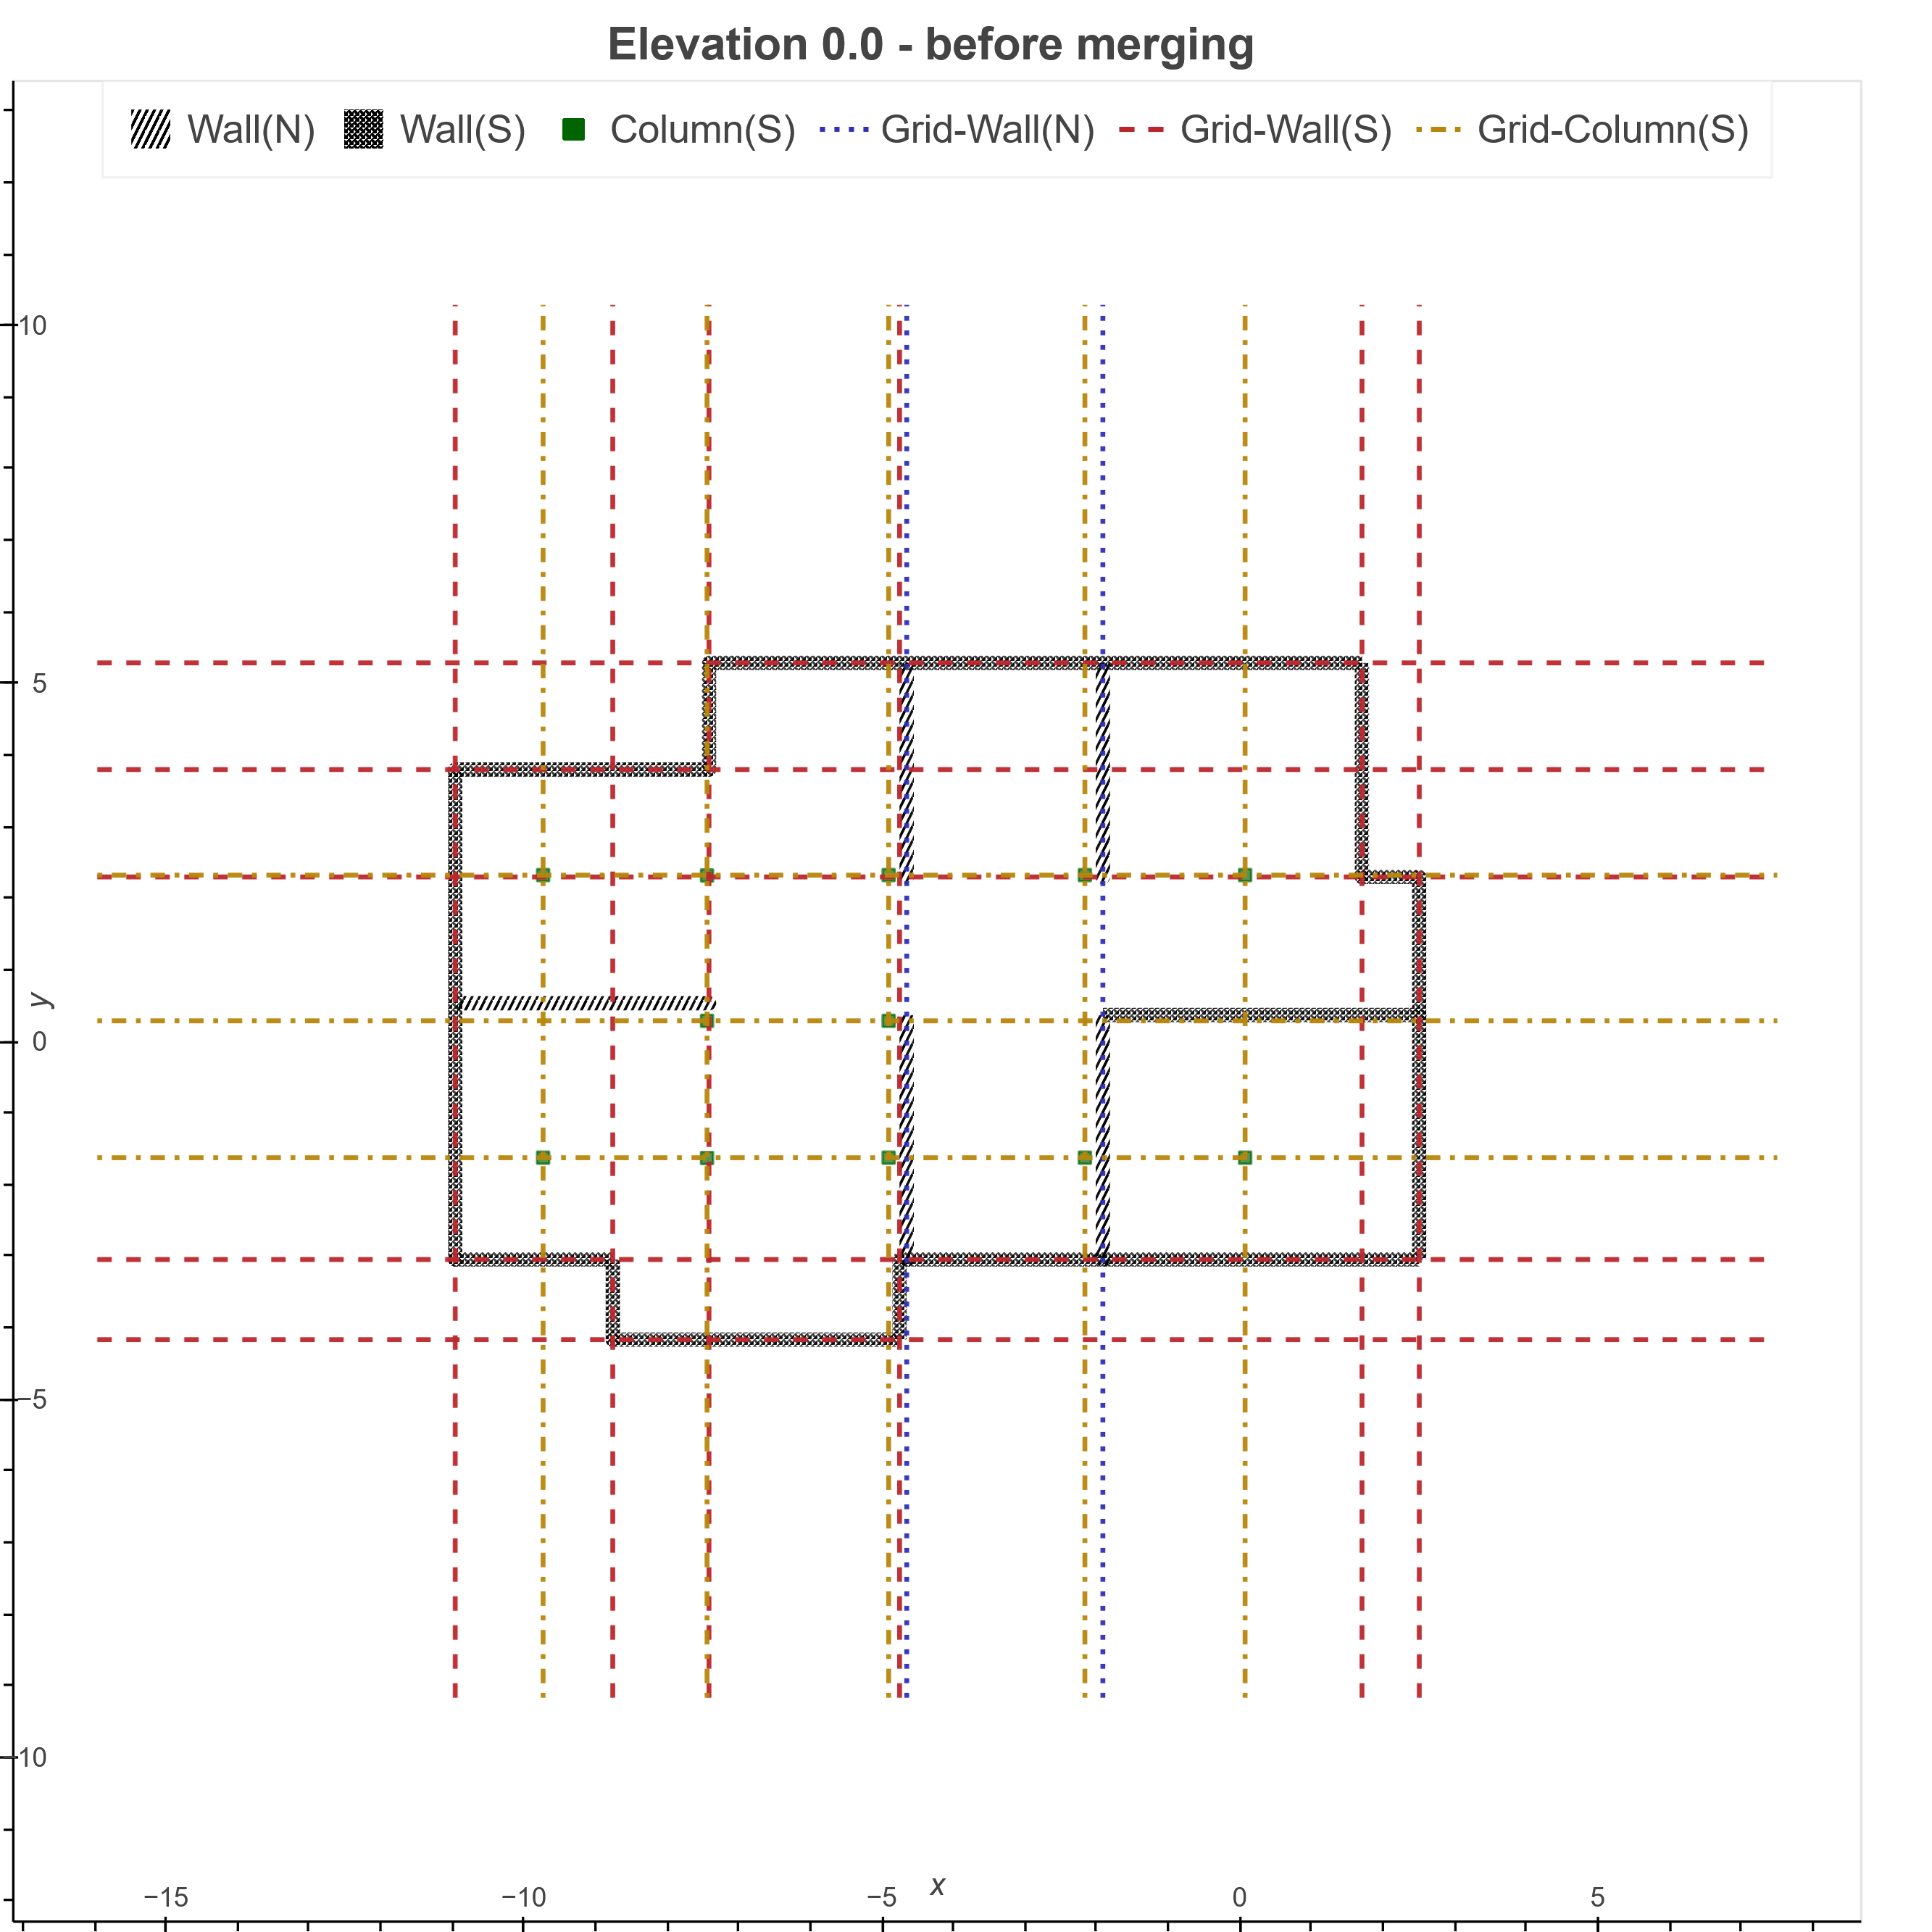 Elevation 0.0 - before merging
Wall(N) Wall(S) Column(S) Grid-Wall(N) Grid-Wall(S) Grid-Column(S)
10
5
y
0
−5
−10
−15 −10 −5 x 0 5